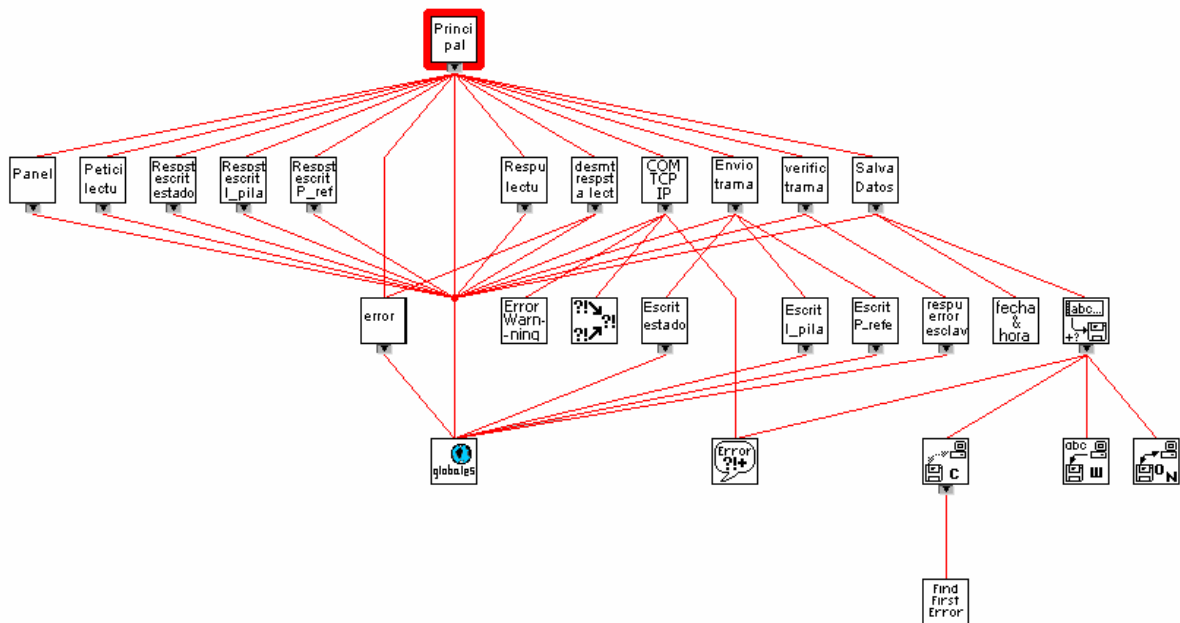 Princi
pal
Panel
Petici
lectu
Respst
escrit
estado
Respst
escrit
I_pila
Respst
escrit
P_ref
Respu
lectu
desmt
respst
a lect
COM
TCP
IP
Envio
trama
verific
trama
Salva
Datos
error
Error
Warn-
-ning
?!
?!
?!
Escrit
estado
Escrit
I_pila
Escrit
P_refe
respu
error
esclav
fecha
&
hora
abc...
+?
globales
Error
?!+
C
abc
W
O
N
Find
First
Error